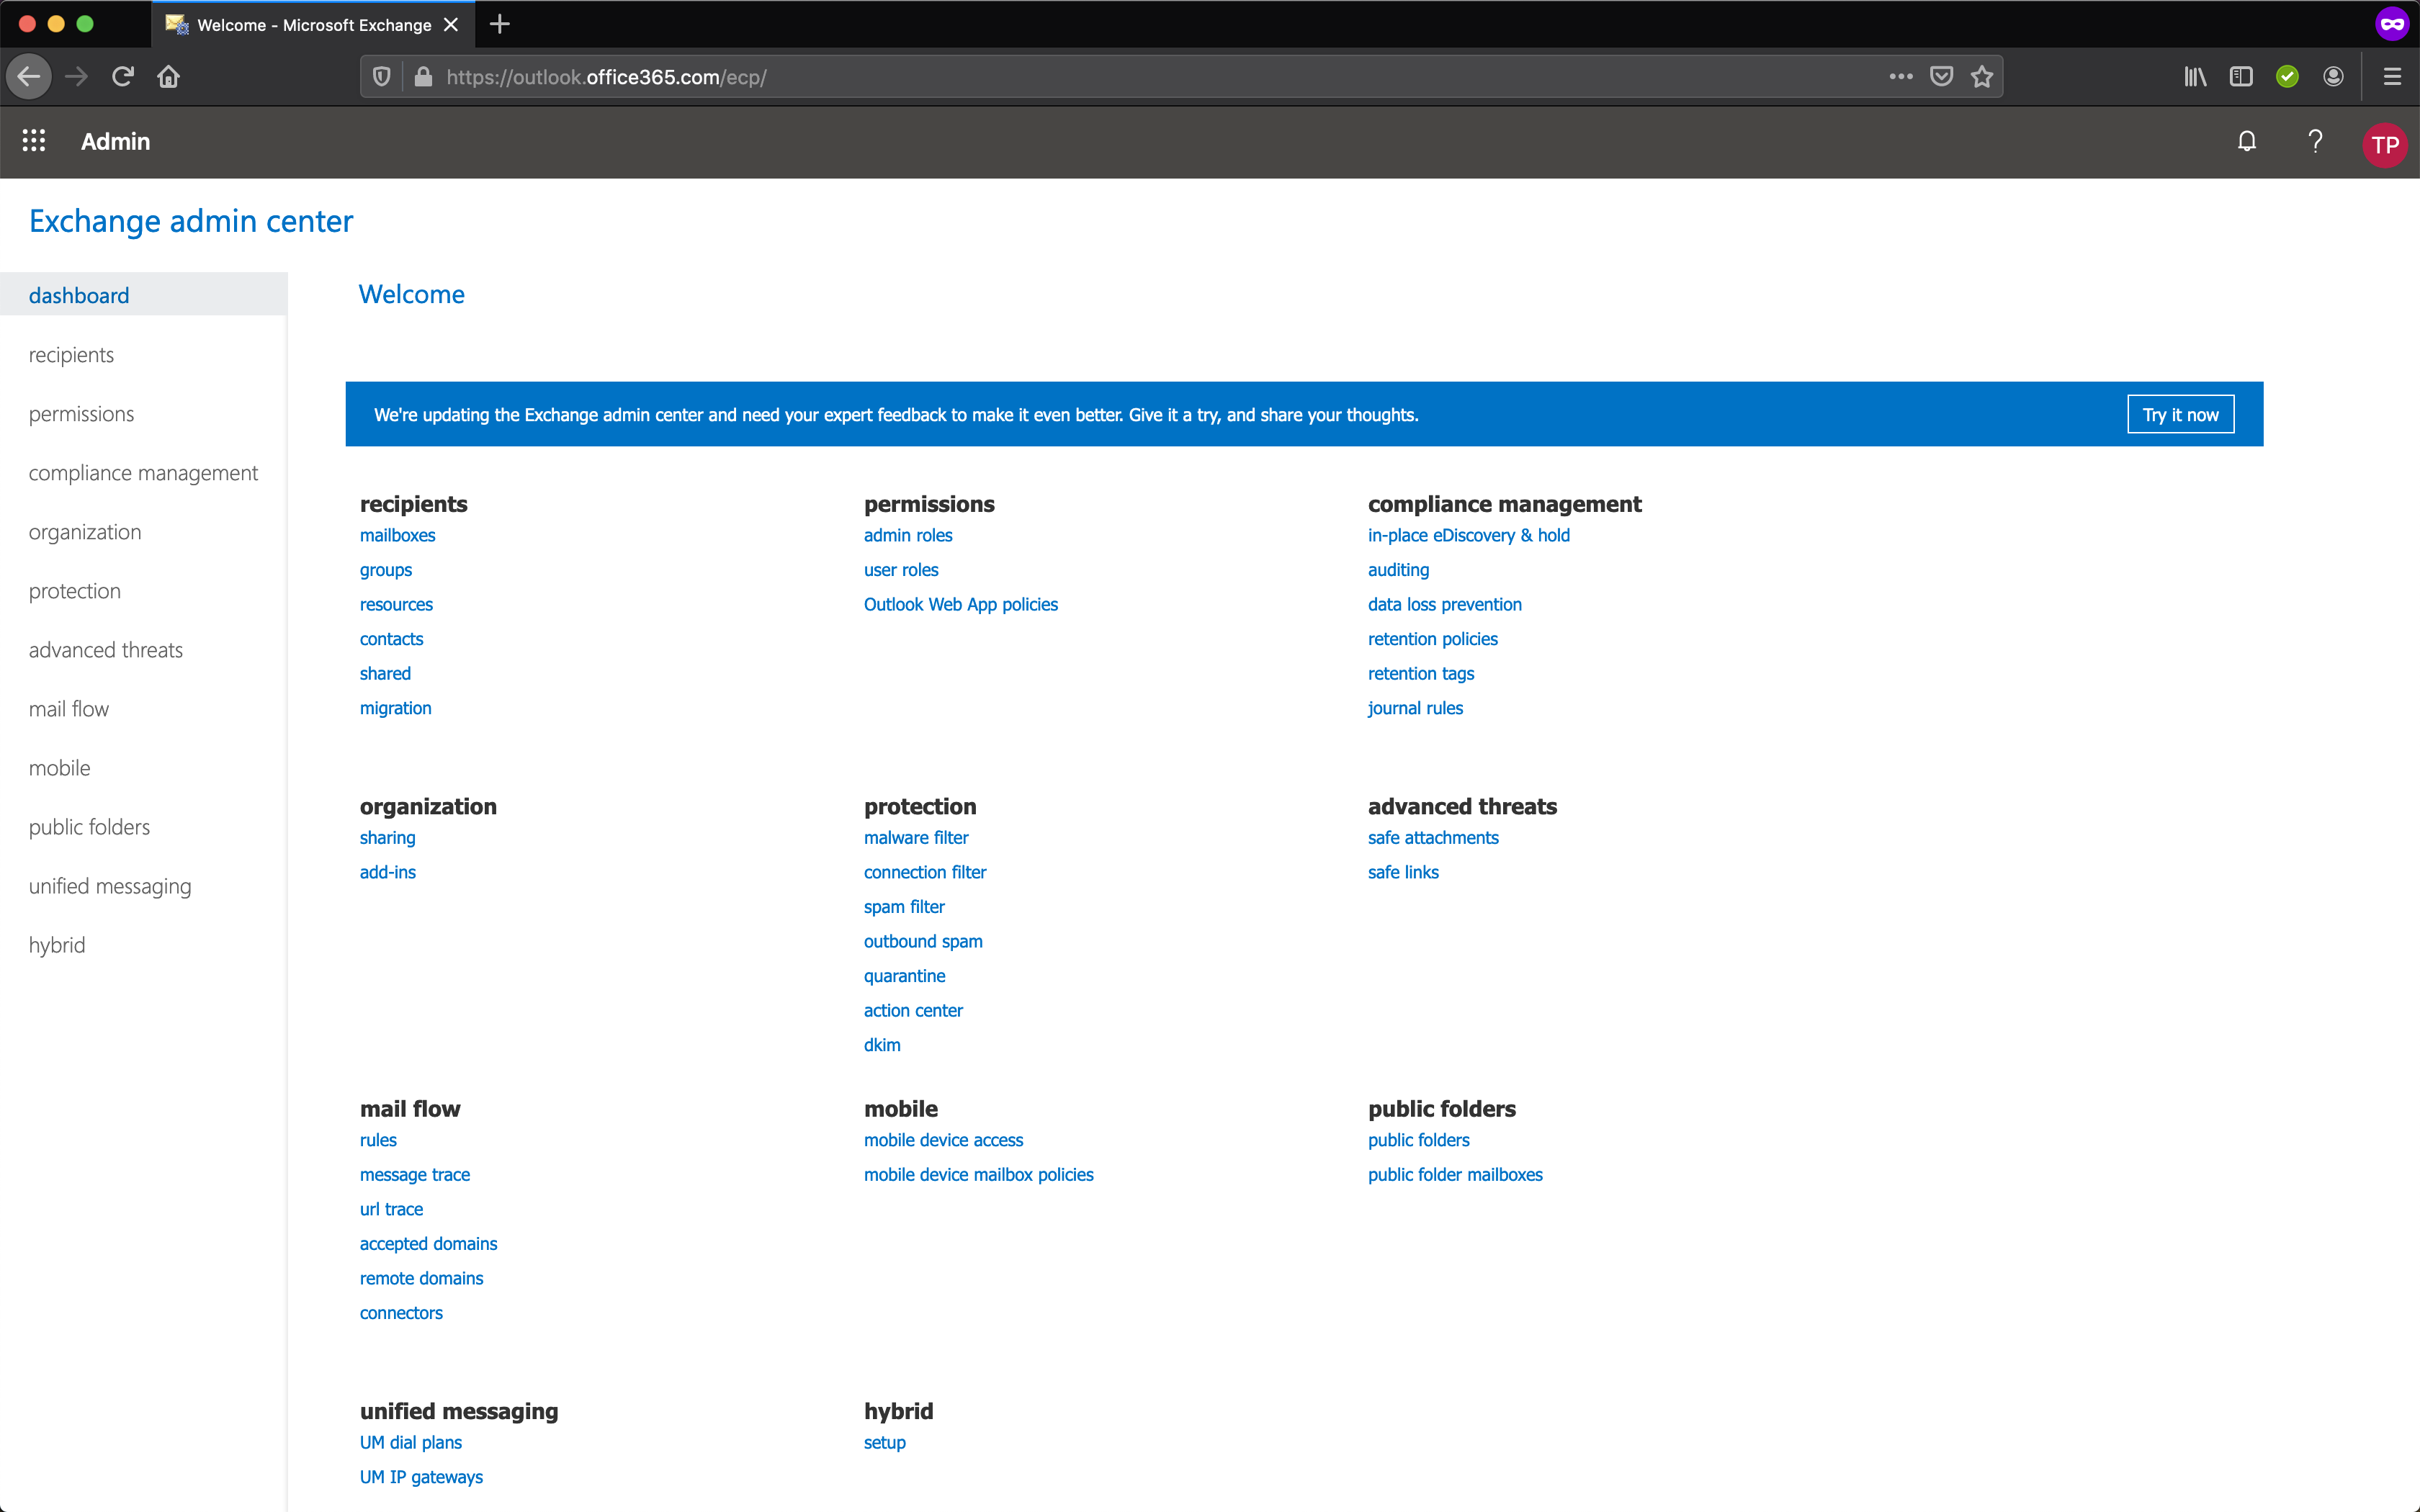 Welcome - Microsoft Exchange
https://outlook.office365.com/ecp/
Admin
? TP
Exchange admin center
dashboard
recipients
permissions
compliance management
organization
protection
advanced threats
mail flow
mobile
public folders
unified messaging
hybrid
Welcome
We're updating the Exchange admin center and need your expert feedback to make it even better. Give it a try, and share your thoughts.
Try it now
recipients
mailboxes
groups
resources
contacts
shared
migration
permissions
admin roles
user roles
Outlook Web App policies
compliance management
in-place eDiscovery & hold
auditing
data loss prevention
retention policies
retention tags
journal rules
organization
sharing
add-ins
protection
malware filter
connection filter
spam filter
outbound spam
quarantine
action center
dkim
advanced threats
safe attachments
safe links
mail flow
rules
message trace
url trace
accepted domains
remote domains
connectors
mobile
mobile device access
mobile device mailbox policies
public folders
public folders
public folder mailboxes
unified messaging
UM dial plans
UM IP gateways
hybrid
setup